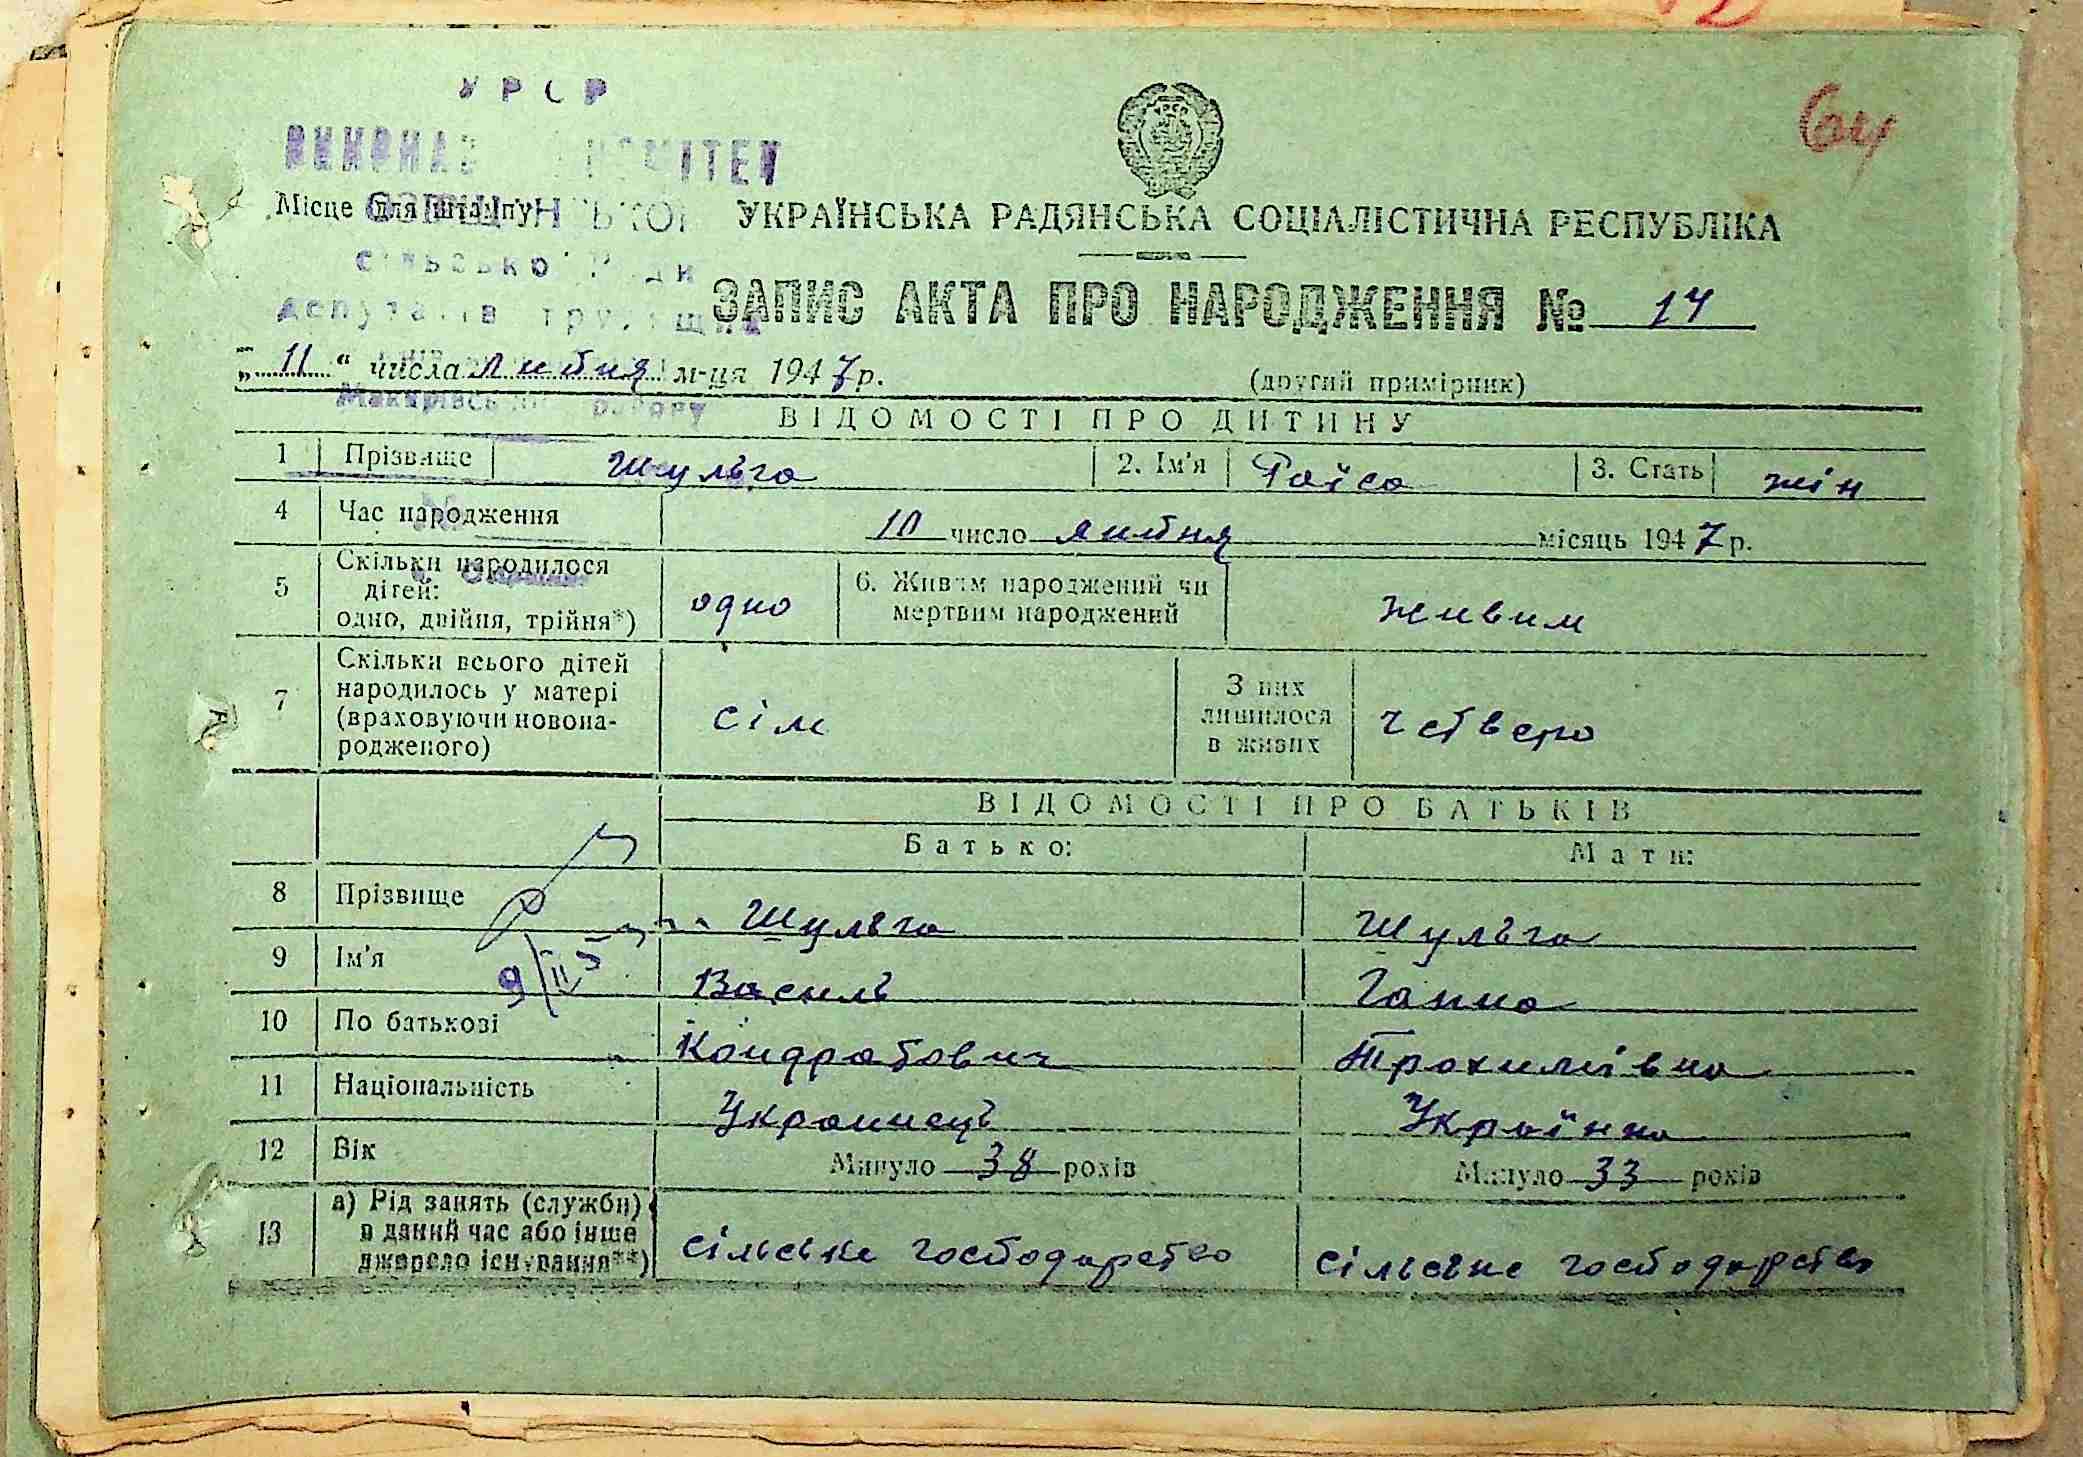 УРСР
Місце для штампу
УКРАЇНСЬКА РАДЯНСЬКА СОЦІАЛІСТИЧНА РЕСПУБЛІКА
сільської Ради
депутатів трудящих
Макарівського району
64
ЗАПИС АКТА ПРО НАРОДЖЕННЯ № 14
„ 11 “ числа липня м-ця 1947 р.
(другий примірник)
ВІДОМОСТІ ПРО ДИТИНУ
1 Прізвище Шульга 2. Ім'я Раїса 3. Стать жін
4 Час народження 10 число липня місяць 1947 р.
5 Скільки народилося дітей: одно, двійня, трійня*) одно 6. Живим народжений чи мертвим народжений живим
7 Скільки всього дітей народилось у матері (враховуючи новонародженого) сім З них лишилося в живих четверо
ВІДОМОСТІ ПРО БАТЬКІВ
Батько: Мати:
8 Прізвище Шульга Шульга
9 Ім'я Василь Ганна
10 По батькові Кондратович Трохимівна
11 Національність Украинець Українка
12 Вік Минуло 38 років Минуло 33 років
13 а) Рід занять (служби) в даний час або інше джерело існування**) сільське господарство сільське господарство